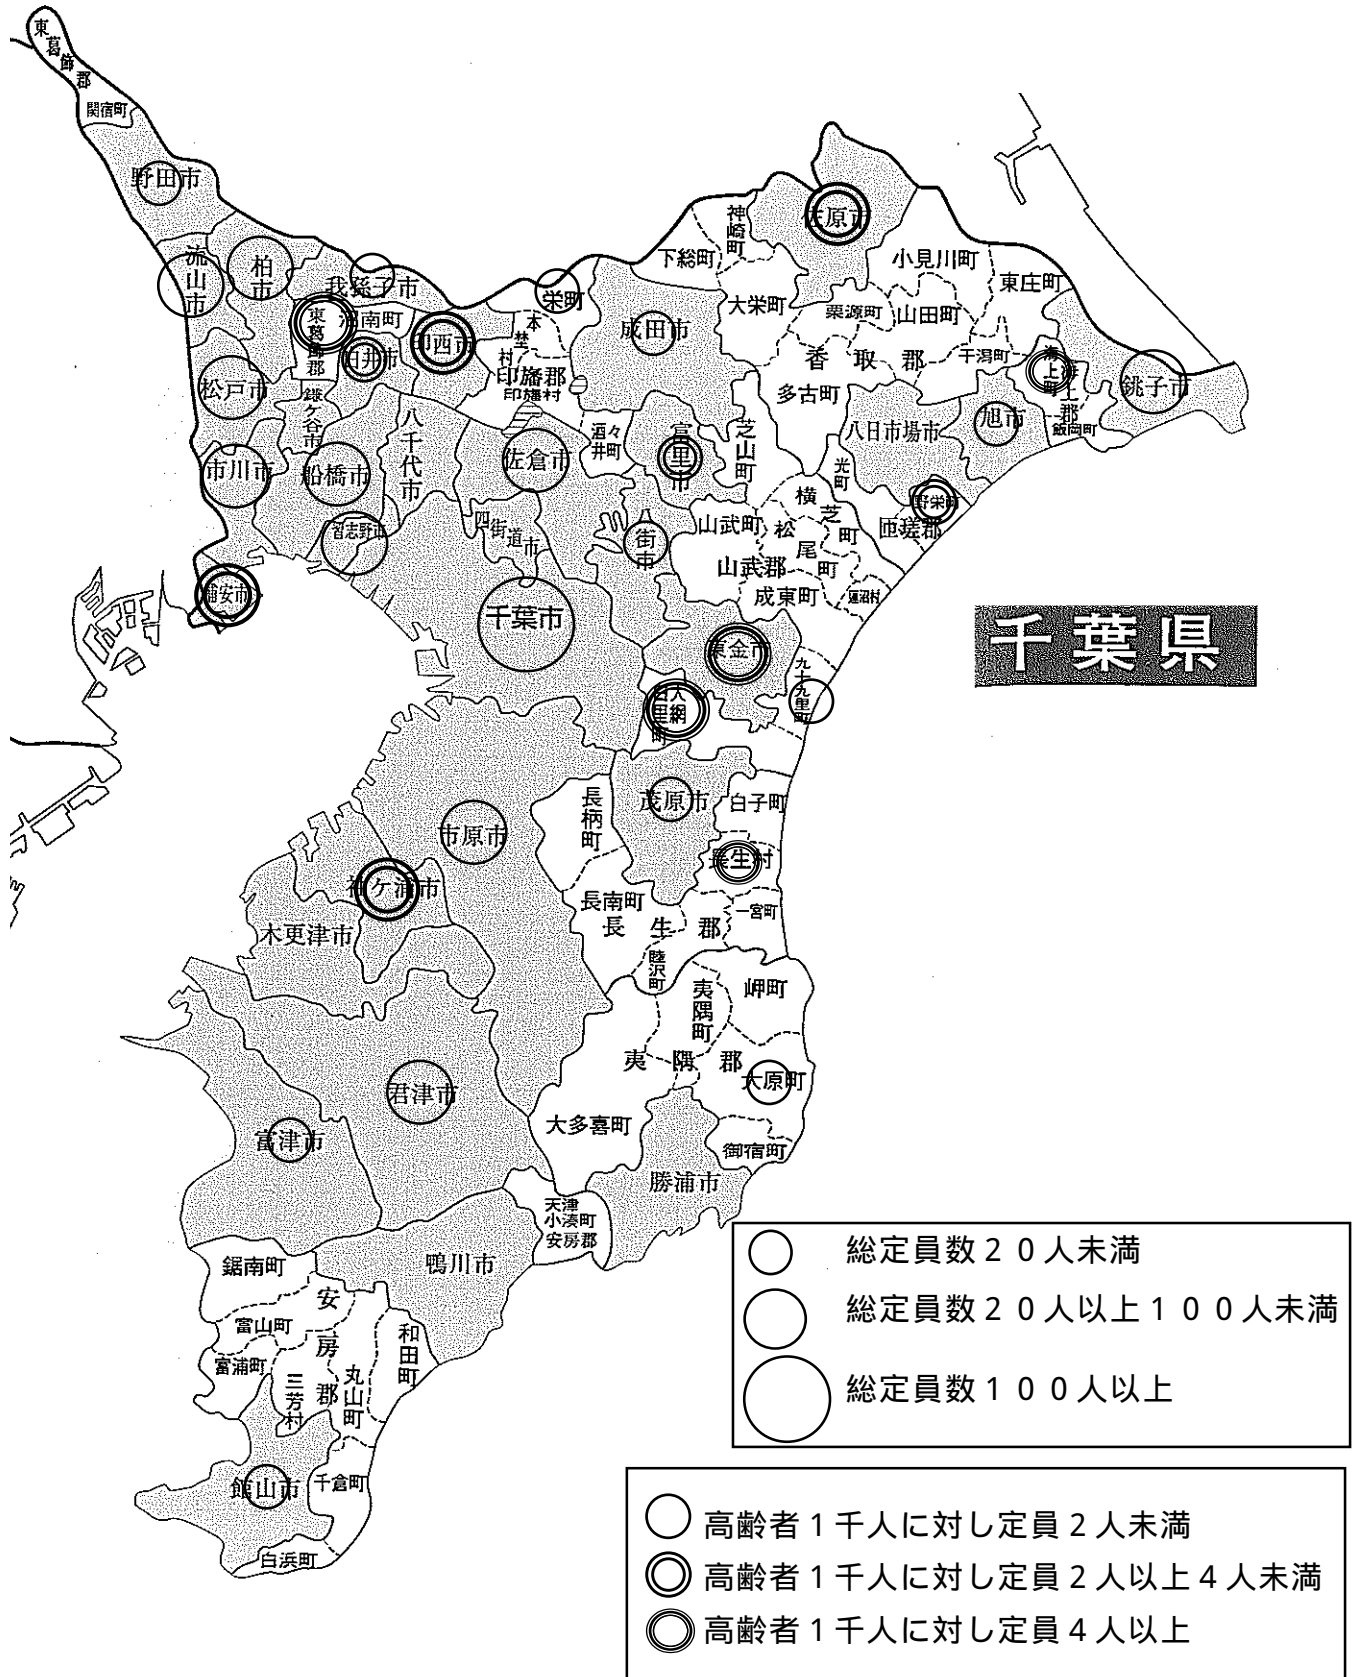 東葛飾郡
関宿町
野田市
流山市
柏市
我孫子市
東葛飾郡
沼南町
白井市
印西市
栄町
本埜村
印旛郡
印旛村
成田市
下総町
神崎町
佐原市
大栄町
小見川町
東庄町
栗源町
山田町
香取郡
干潟町
多古町
海上町
海上郡
飯岡町
銚子市
旭市
八日市場市
光町
野栄町
匝瑳郡
松戸市
鎌ケ谷市
八千代市
市川市
船橋市
習志野市
浦安市
佐倉市
酒々井町
富里市
芝山町
四街道市
八街市
山武町
横芝町
松尾町
山武郡
成東町
蓮沼村
千葉市
東金市
九十九里町
大網白里町
千葉県
茂原市
白子町
長柄町
長生村
市原市
袖ケ浦市
木更津市
長南町
長生郡
一宮町
睦沢町
岬町
夷隅町
夷隅郡
大原町
大多喜町
御宿町
勝浦市
君津市
富津市
天津小湊町
安房郡
鴨川市
鋸南町
安房郡
富山町
富浦町
三芳村
丸山町
和田町
館山市
千倉町
白浜町
総定員数20人未満
総定員数20人以上100人未満
総定員数100人以上
高齢者1千人に対し定員2人未満
高齢者1千人に対し定員2人以上4人未満
高齢者1千人に対し定員4人以上